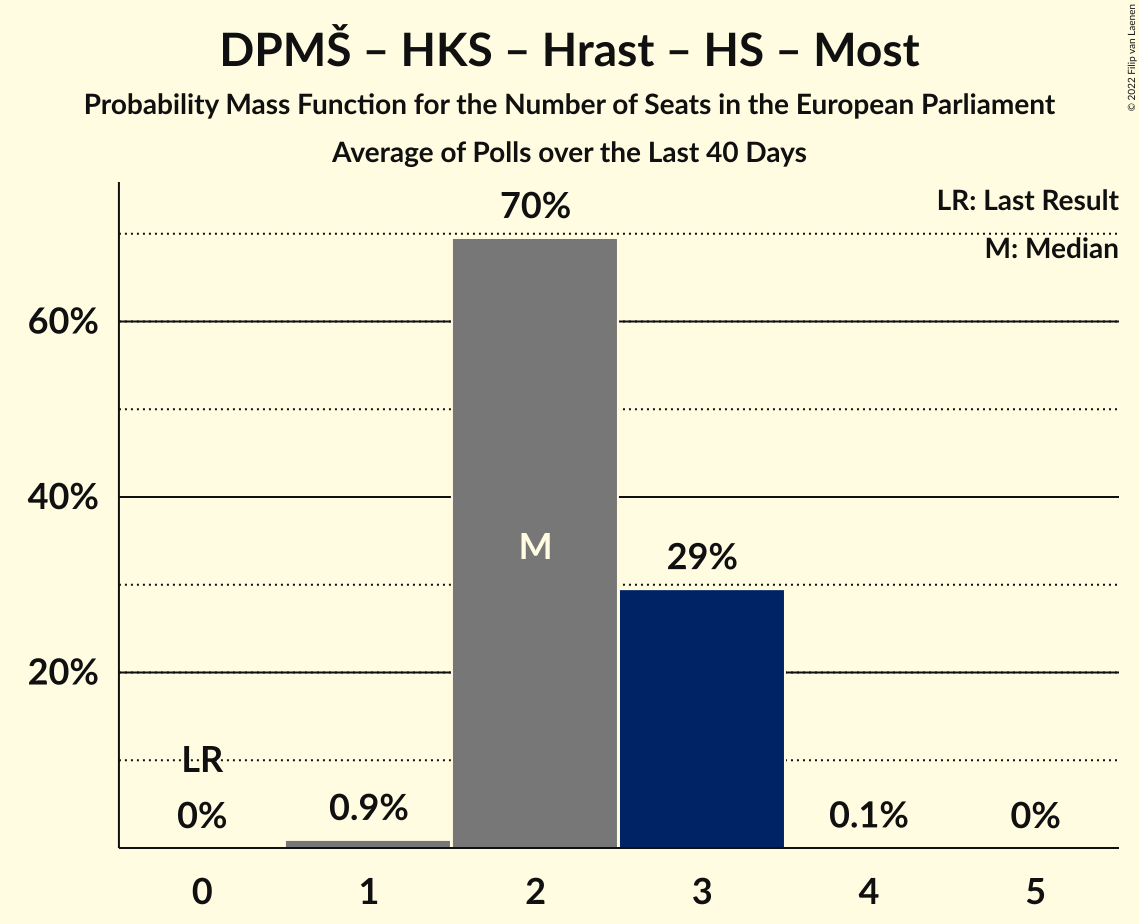 DPMŠ – HKS – Hrast – HS – Most
Probability Mass Function for the Number of Seats in the European Parliament
Average of Polls over the Last 40 Days
© 2022 Filip van Laenen
LR: Last Result
M: Median
70%
60%
40%
M
29%
20%
LR
0%
0.9%
0.1%
0%
0 1 2 3 4 5